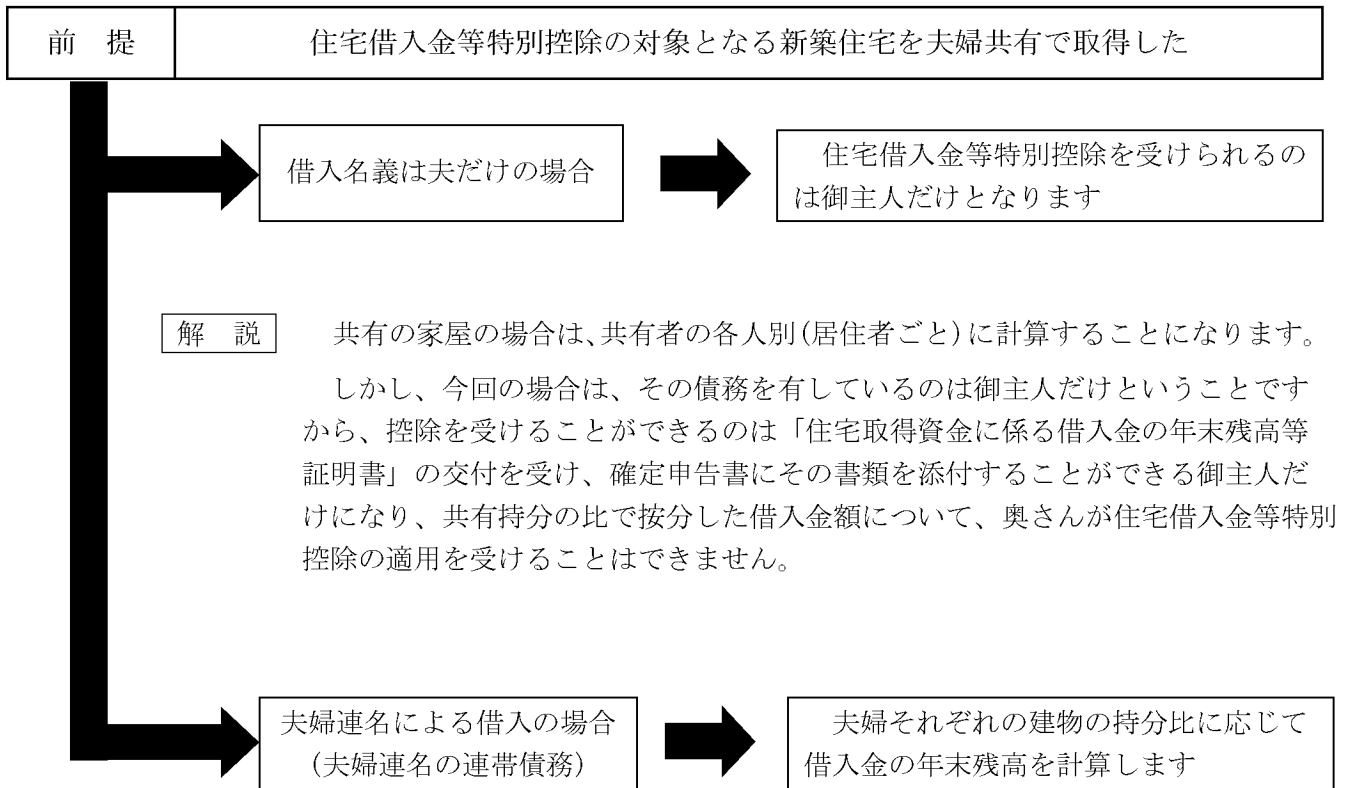 前 提 住宅借入金等特別控除の対象となる新築住宅を夫婦共有で取得した
借入名義は夫だけの場合
住宅借入金等特別控除を受けられるの
は御主人だけとなります
解 説 共有の家屋の場合は、共有者の各人別(居住者ごと)に計算することになります。
しかし、今回の場合は、その債務を有しているのは御主人だけということです
から、控除を受けることができるのは「住宅取得資金に係る借入金の年末残高等
証明書」の交付を受け、確定申告書にその書類を添付することができる御主人だ
けになり、共有持分の比で按分した借入金額について、奥さんが住宅借入金等特別
控除の適用を受けることはできません。
夫婦連名による借入の場合
(夫婦連名の連帯債務)
夫婦それぞれの建物の持分比に応じて
借入金の年末残高を計算します